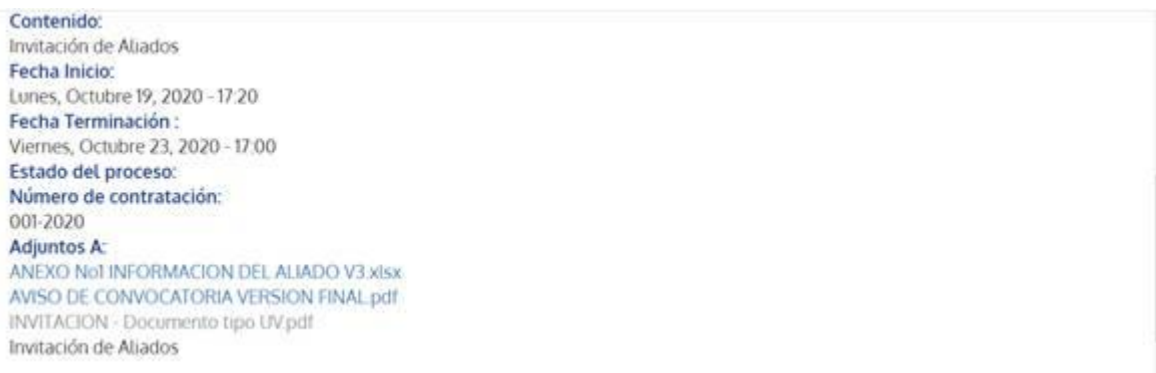 Contenido:
Invitación de Aliados
Fecha Inicio:
Lunes, Octubre 19, 2020 - 17:20
Fecha Terminación :
Viernes, Octubre 23, 2020 - 17:00
Estado del proceso:
Número de contratación:
001-2020
Adjuntos A:
ANEXO No1 INFORMACION DEL ALIADO V3.xlsx
AVISO DE CONVOCATORIA VERSION FINAL.pdf
INVITACION - Documento tipo UV.pdf
Invitación de Aliados